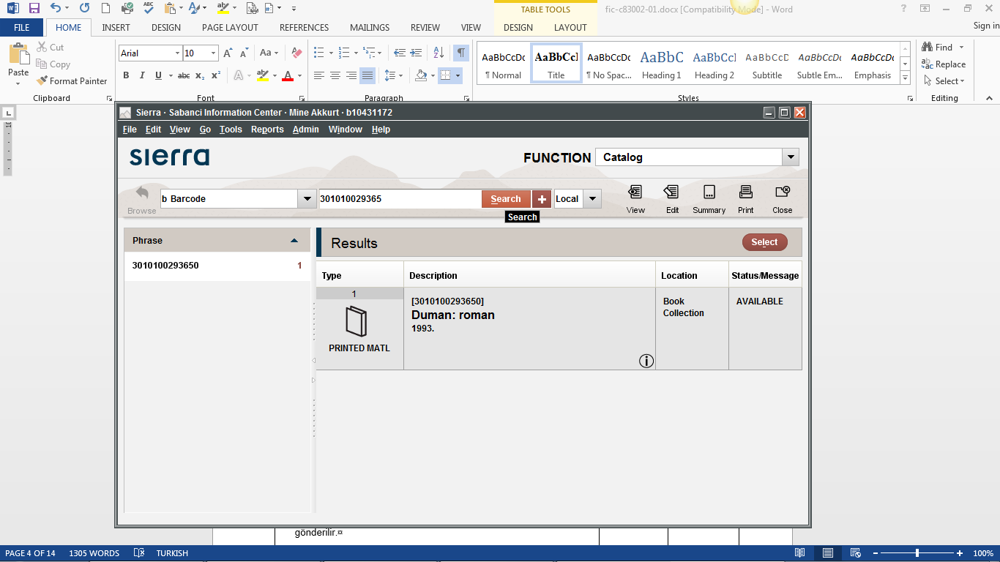 TABLE TOOLS
fic-c83002-01.docx [Compatibility Mode] - Word
FILE HOME INSERT DESIGN PAGE LAYOUT REFERENCES MAILINGS REVIEW VIEW DESIGN LAYOUT Sign in
Paste
Cut
Copy
Format Painter
Clipboard
Arial 10
Font
Paragraph
AaBbCcDc AaBbCcI AaBbCcDc AaBbC AaBbCcI AaBbCcD AaBbCcDc AaBbCcDc
¶ Normal Title ¶ No Spac... Heading 1 Heading 2 Subtitle Subtle Em... Emphasis
Styles
Find
Replace
Select
Editing
Sierra · Sabanci Information Center · Mine Akkurt · b10431172
File Edit View Go Tools Reports Admin Window Help
sierra
FUNCTION Catalog
Browse
b Barcode 301010029365 Search + Local
Search
View Edit Summary Print Close
Phrase
3010100293650 1
Results Select
Type Description Location Status/Message
1
PRINTED MATL
[3010100293650]
Duman: roman
1993.
Book
Collection
AVAILABLE
gönderilir.¤
PAGE 4 OF 14 1305 WORDS TURKISH 100%